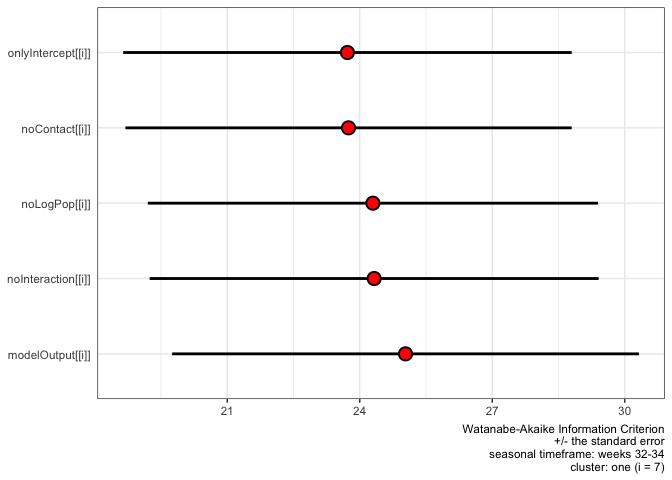 onlyIntercept[[i]]
noContact[[i]]
noLogPop[[i]]
noInteraction[[i]]
modelOutput[[i]]
21 24 27 30
Watanabe-Akaike Information Criterion
+/- the standard error
seasonal timeframe: weeks 32-34
cluster: one (i = 7)